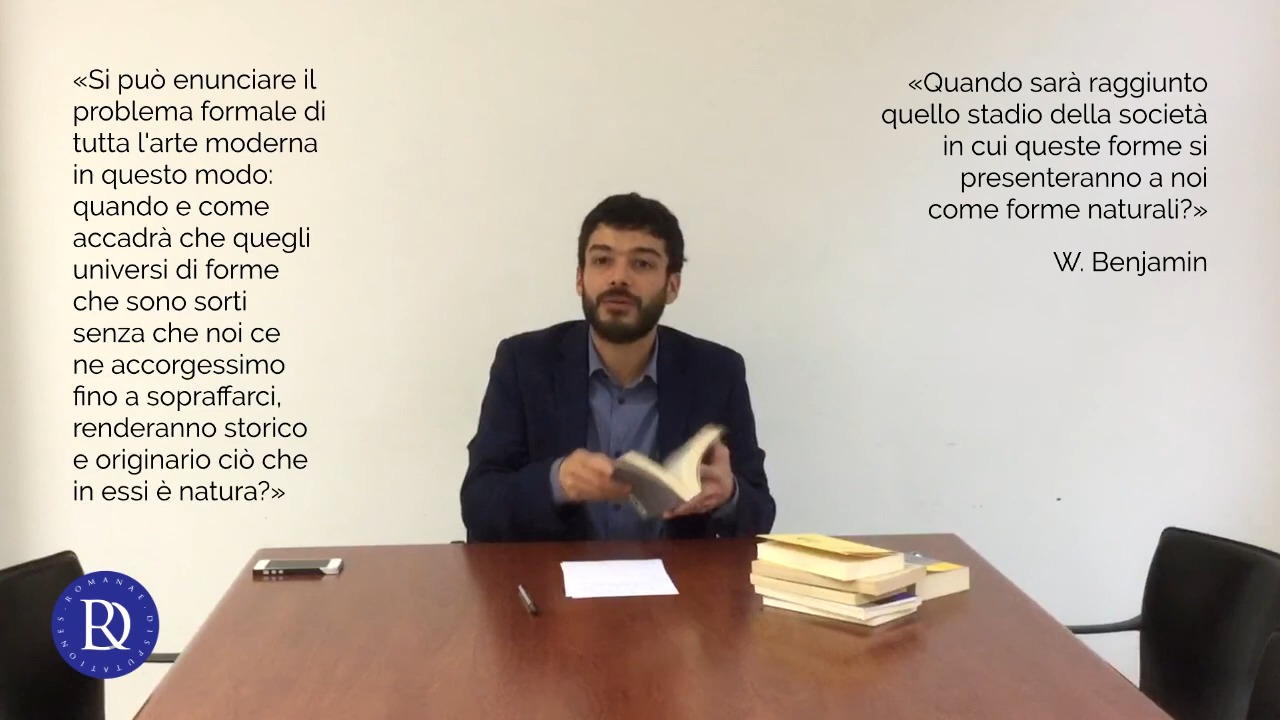 «Si può enunciare il
problema formale di
tutta l'arte moderna
in questo modo:
quando e come
accadrà che quegli
universi di forme
che sono sorti
senza che noi ce
ne accorgessimo
fino a sopraffarci,
renderanno storico
e originario ciò che
in essi è natura?»
«Quando sarà raggiunto
quello stadio della società
in cui queste forme si
presenteranno a noi
come forme naturali?»
W. Benjamin
ROMANAE DISPUTATIONES
RD